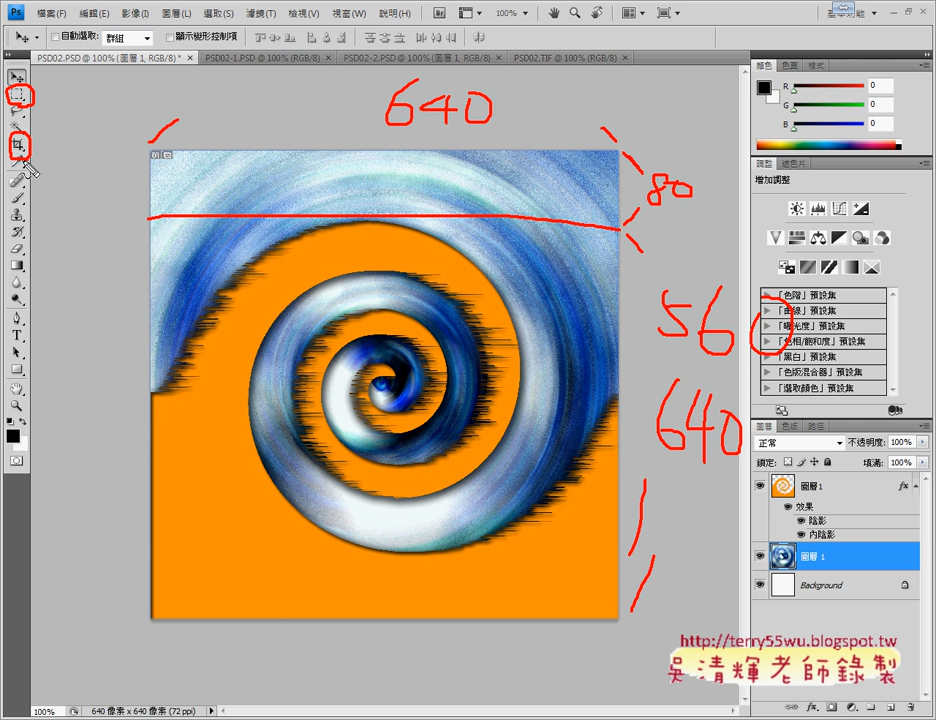 Ps 檔案(F) 編輯(E) 影像(I) 圖層(L) 選取(S) 濾鏡(T) 檢視(V) 視窗(W) 說明(H) Br 100% 基本功能
自動選取: 群組 顯示變形控制項
PSD02.PSD @ 100% (圖層 1, RGB/8) * PSD02-1.PSD @ 100% (RGB/8) PSD02-2.PSD @ 100% (RGB/8) PSD02.TIF @ 100% (RGB/8)
顏色 色票 樣式
R 0
G 0
B 0
640
80
560
640
調整 遮色片
增加調整
「色階」預設集
「曲線」預設集
「曝光度」預設集
「色相/飽和度」預設集
「黑白」預設集
「色版混合器」預設集
「選取顏色」預設集
圖層 色版 路徑
正常 不透明度: 100%
鎖定: 填滿: 100%
圖層1 fx
效果
陰影
內陰影
圖層 1
Background
http://terry55wu.blogspot.tw
吳清輝老師錄製
100% 640 像素 x 640 像素 (72 ppi)